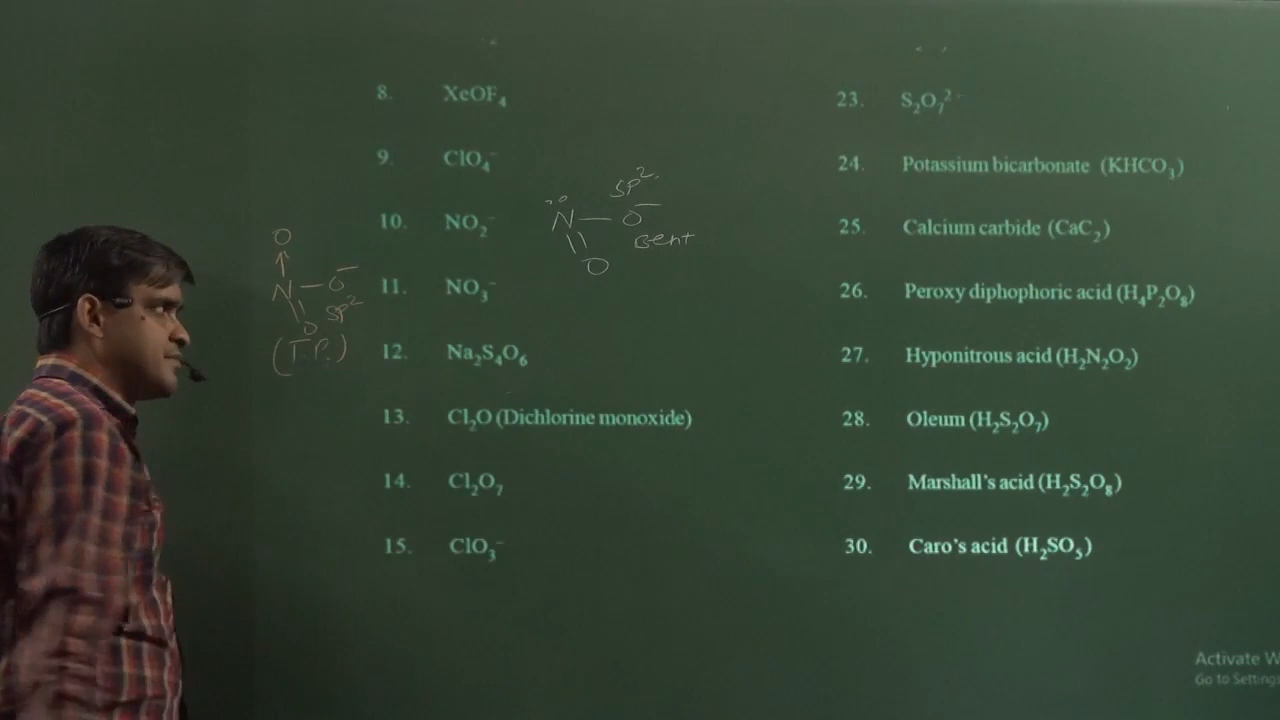 8. XeOF₄
9. ClO₄⁻
10. NO₂⁻
11. NO₃⁻
12. Na₂S₄O₆
13. Cl₂O (Dichlorine monoxide)
14. Cl₂O₇
15. ClO₃⁻
23. S₂O₇²⁻
24. Potassium bicarbonate (KHCO₃)
25. Calcium carbide (CaC₂)
26. Peroxy diphophoric acid (H₄P₂O₈)
27. Hyponitrous acid (H₂N₂O₂)
28. Oleum (H₂S₂O₇)
29. Marshall's acid (H₂S₂O₈)
30. Caro's acid (H₂SO₅)
sp²
N — O⁻
Bent
O
O
N — O⁻
O sp²
(T.P.)
Activate W
Go to Settings